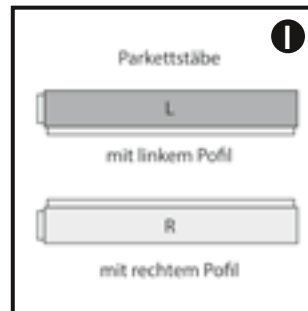 I
Parkettstäbe
L
mit linkem Pofil
R
mit rechtem Pofil